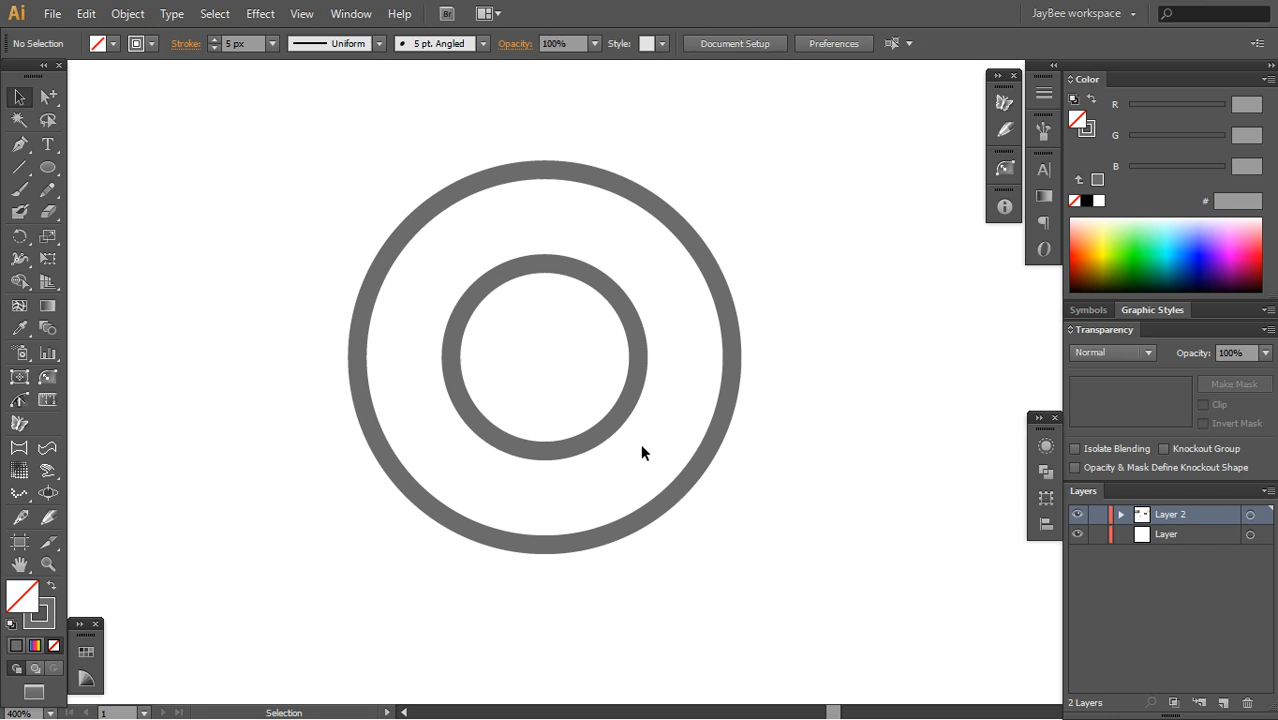 Ai File Edit Object Type Select Effect View Window Help Br JayBee workspace
No Selection Stroke: 5 px Uniform 5 pt. Angled Opacity: 100% Style: Document Setup Preferences
Color
R
G
B
#
Symbols Graphic Styles
Transparency
Normal Opacity: 100%
Make Mask
Clip
Invert Mask
Isolate Blending Knockout Group
Opacity & Mask Define Knockout Shape
Layers
Layer 2
Layer
2 Layers
400% 1 Selection